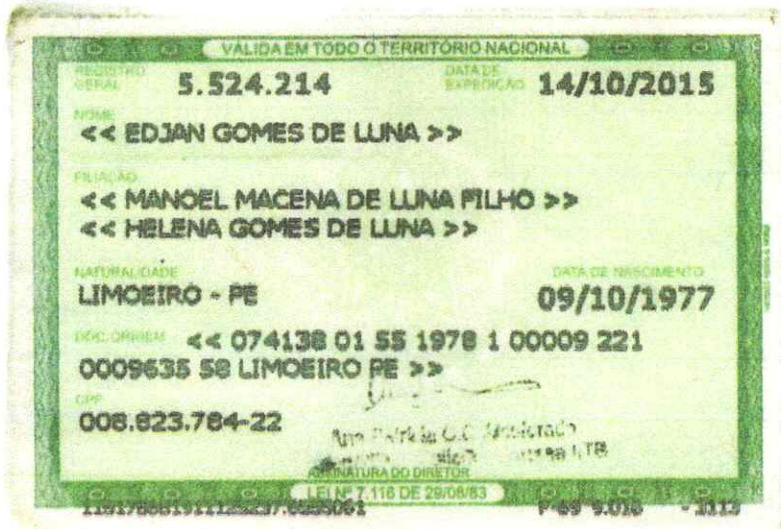 VÁLIDA EM TODO O TERRITÓRIO NACIONAL
REGISTRO GERAL 5.524.214 DATA DE EXPEDIÇÃO 14/10/2015
NOME
<< EDJAN GOMES DE LUNA >>
FILIAÇÃO
<< MANOEL MACENA DE LUNA FILHO >>
<< HELENA GOMES DE LUNA >>
NATURALIDADE DATA DE NASCIMENTO
LIMOEIRO - PE 09/10/1977
DOC. ORIGEM << 074138 01 55 1978 1 00009 221
0009635 58 LIMOEIRO PE >>
CPF
008.823.784-22
ASSINATURA DO DIRETOR
LEI Nº 7.116 DE 29/08/83